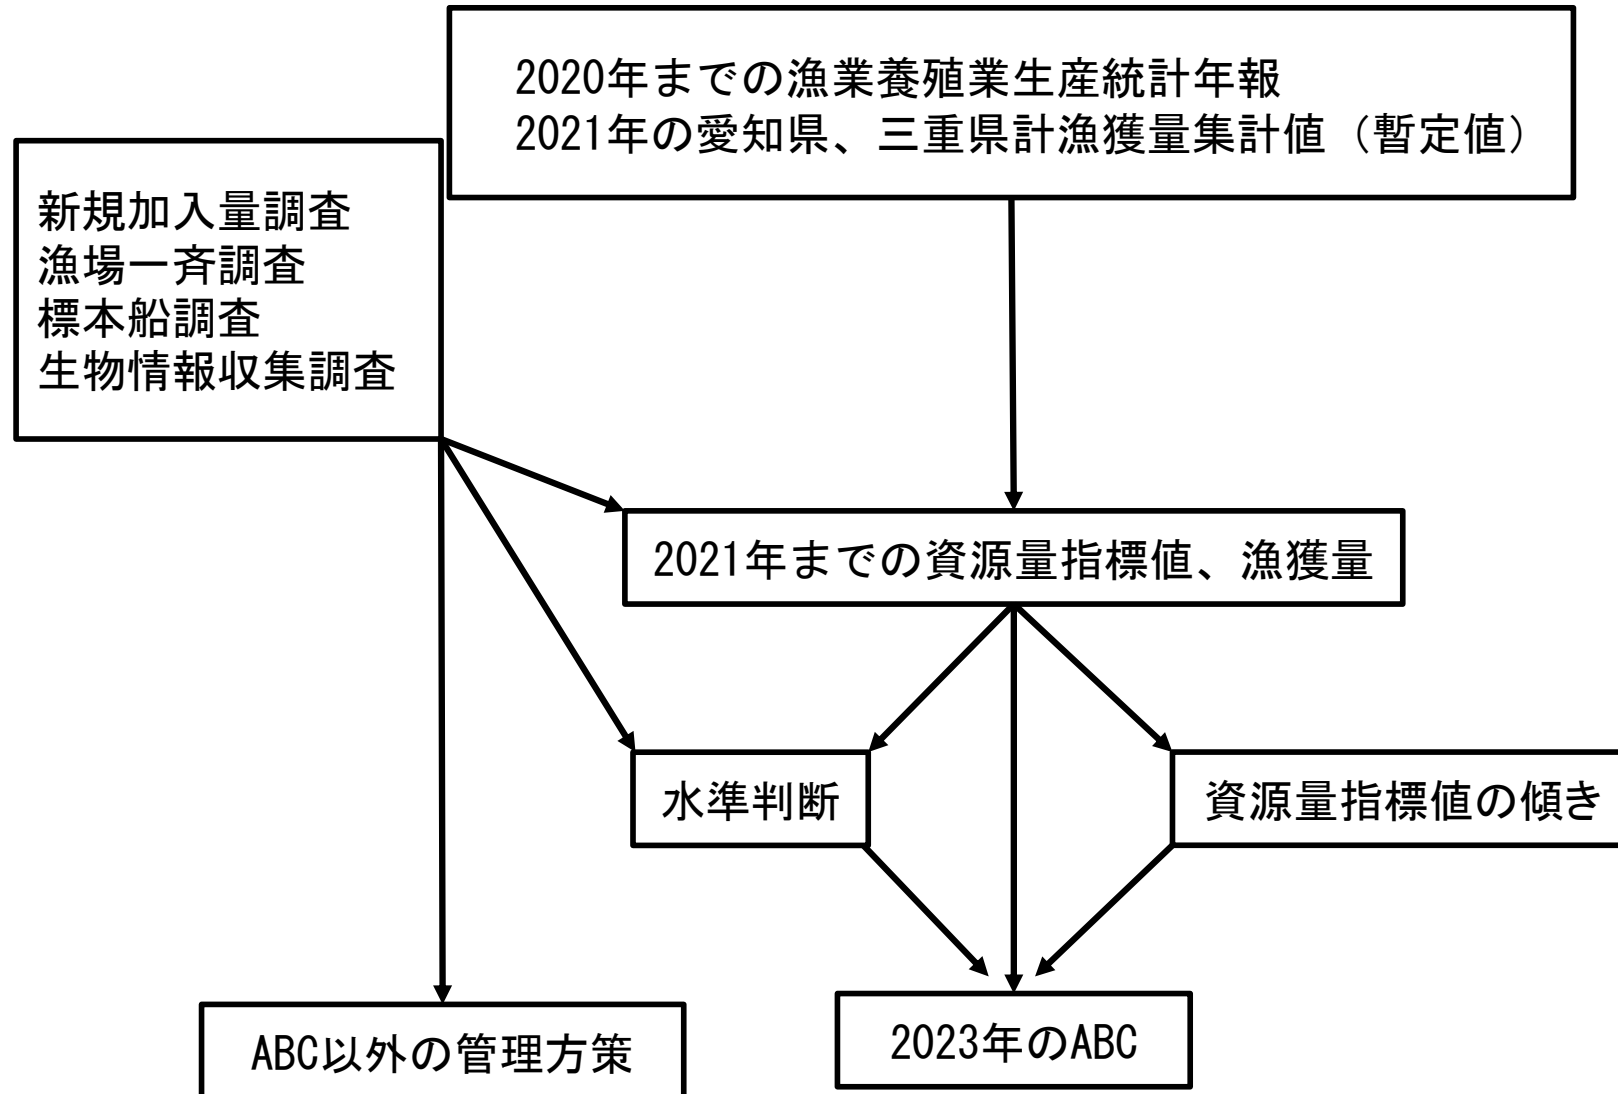 2020年までの漁業養殖業生産統計年報
2021年の愛知県、三重県計漁獲量集計値（暫定値）
新規加入量調査
漁場一斉調査
標本船調査
生物情報収集調査
2021年までの資源量指標値、漁獲量
水準判断
資源量指標値の傾き
ABC以外の管理方策
2023年のABC